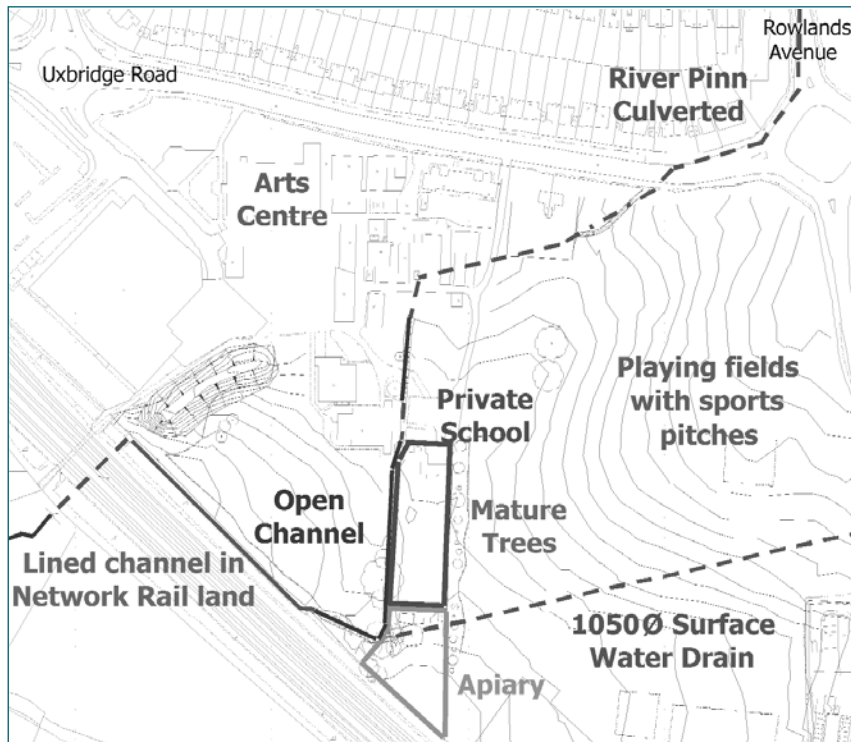 Rowlands
Avenue
Uxbridge Road
River Pinn
Culverted
Arts
Centre
Playing fields
with sports
pitches
Private
School
Open
Channel
Mature
Trees
Lined channel in
Network Rail land
1050Ø Surface
Water Drain
Apiary